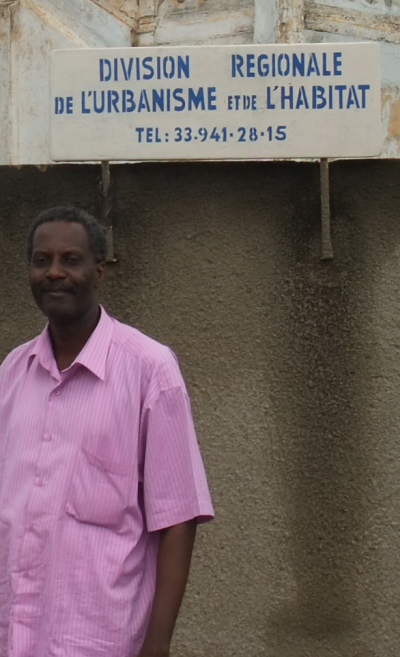 DIVISION REGIONALE
DE L'URBANISME ET DE L'HABITAT
TEL: 33.941.28.15